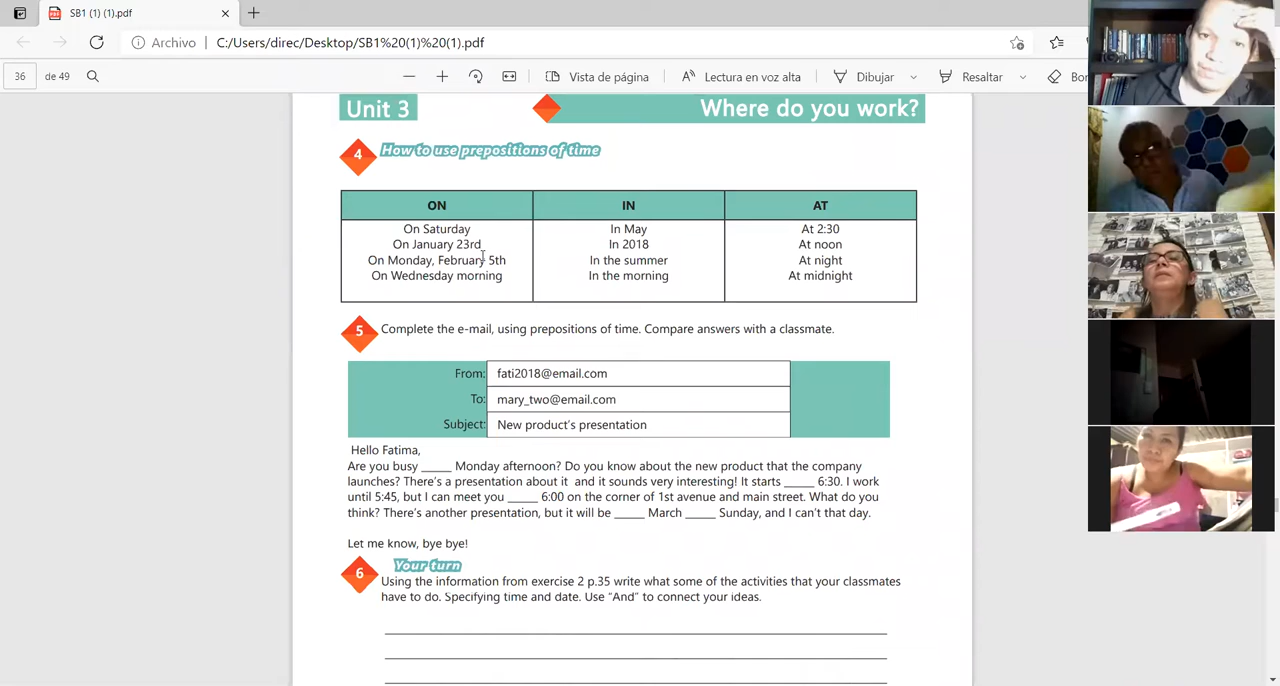 SB1 (1) (1).pdf
Archivo C:/Users/direc/Desktop/SB1%20(1)%20(1).pdf
36 de 49 Vista de página Lectura en voz alta Dibujar Resaltar
Unit 3 Where do you work?
4 How to use prepositions of time
ON IN AT
On Saturday In May At 2:30
On January 23rd In 2018 At noon
On Monday, February 5th In the summer At night
On Wednesday morning In the morning At midnight
5 Complete the e-mail, using prepositions of time. Compare answers with a classmate.
From: fati2018@email.com
To: mary_two@email.com
Subject: New product's presentation
Hello Fatima,
Are you busy _____ Monday afternoon? Do you know about the new product that the company
launches? There's a presentation about it and it sounds very interesting! It starts _____ 6:30. I work
until 5:45, but I can meet you _____ 6:00 on the corner of 1st avenue and main street. What do you
think? There's another presentation, but it will be _____ March _____ Sunday, and I can't that day.
Let me know, bye bye!
6 Your turn
Using the information from exercise 2 p.35 write what some of the activities that your classmates
have to do. Specifying time and date. Use “And” to connect your ideas.